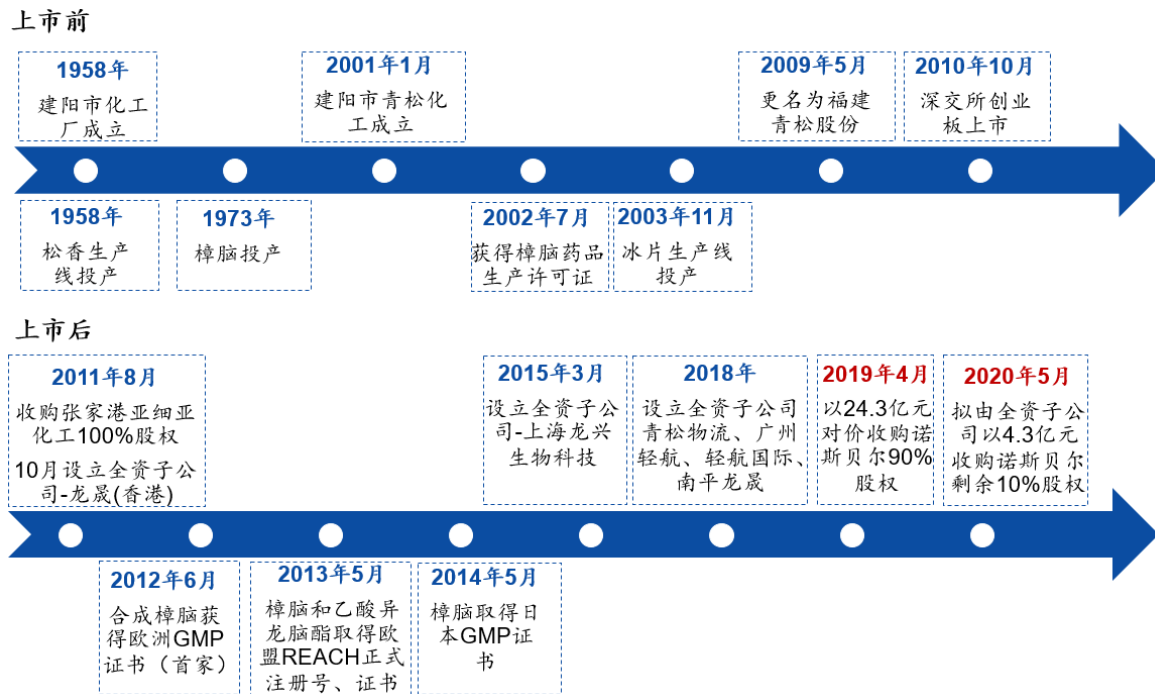 上市前
1958年
建阳市化工
厂成立
2001年1月
建阳市青松化
工成立
2009年5月
更名为福建
青松股份
2010年10月
深交所创业
板上市
1958年
松香生产
线投产
1973年
樟脑投产
2002年7月
获得樟脑药品
生产许可证
2003年11月
冰片生产线
投产
上市后
2011年8月
收购张家港亚细亚
化工100%股权
10月设立全资子公
司-龙晟(香港)
2015年3月
设立全资子公
司-上海龙兴
生物科技
2018年
设立全资子公司
青松物流、广州
轻航、轻航国际、
南平龙晟
2019年4月
以24.3亿元
对价收购诺
斯贝尔90%
股权
2020年5月
拟由全资子公
司以4.3亿元
收购诺斯贝尔
剩余10%股权
2012年6月
合成樟脑获
得欧洲GMP
证书（首家）
2013年5月
樟脑和乙酸异
龙脑酯取得欧
盟REACH正式
注册号、证书
2014年5月
樟脑取得日
本GMP证
书